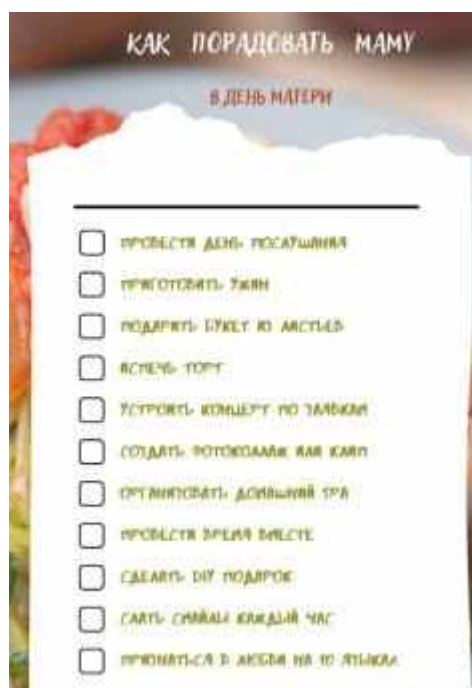 КАК ПОРАДОВАТЬ МАМУ
В ДЕНЬ МАТЕРИ
ПРОВЕСТИ ДЕНЬ ПОСЛУШАНИЯ
ПРИГОТОВИТЬ УЖИН
ПОДАРИТЬ БУКЕТ ИЗ ЛИСТЬЕВ
ИСПЕЧЬ ТОРТ
УСТРОИТЬ КОНЦЕРТ ПО ЗАЯВКАМ
СОЗДАТЬ ФОТОКОЛЛАЖ ИЛИ КЛИП
ОРГАНИЗОВАТЬ ДОМАШНИЙ СПА
ПРОВЕСТИ ВРЕМЯ ВМЕСТЕ
СДЕЛАТЬ DIY ПОДАРОК
СЛАТЬ СМАЙЛЫ КАЖДЫЙ ЧАС
ПРИЗНАТЬСЯ В ЛЮБВИ НА 10 ЯЗЫКАХ